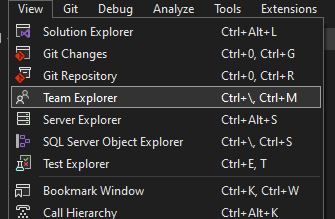 View Git Debug Analyze Tools Extensions
Solution Explorer Ctrl+Alt+L
Git Changes Ctrl+0, Ctrl+G
Git Repository Ctrl+0, Ctrl+R
Team Explorer Ctrl+\, Ctrl+M
Server Explorer Ctrl+Alt+S
SQL Server Object Explorer Ctrl+\, Ctrl+S
Test Explorer Ctrl+E, T
Bookmark Window Ctrl+K, Ctrl+W
Call Hierarchy Ctrl+Alt+K